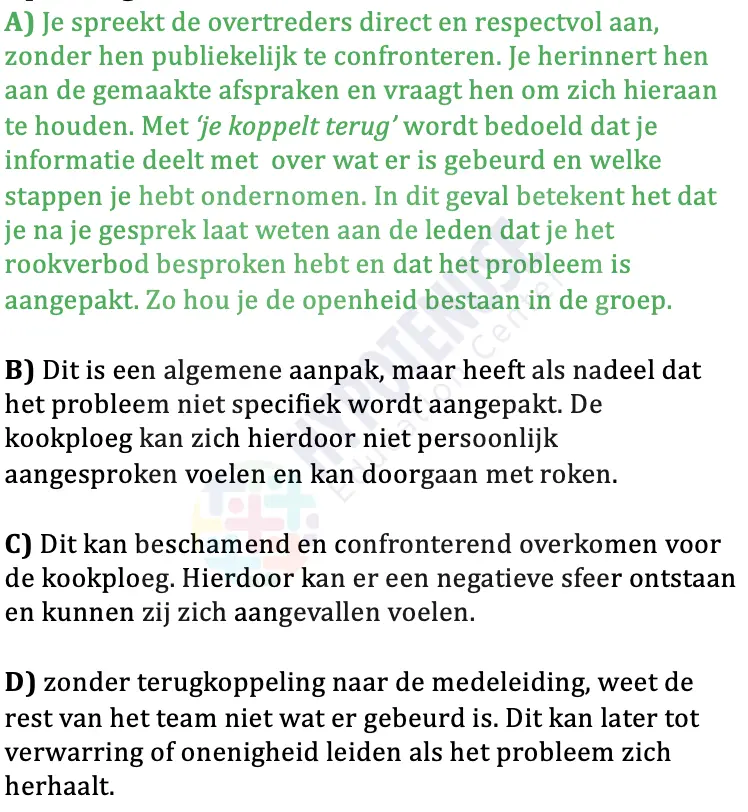 A) Je spreekt de overtreders direct en respectvol aan,
zonder hen publiekelijk te confronteren. Je herinnert hen
aan de gemaakte afspraken en vraagt hen om zich hieraan
te houden. Met ‘je koppelt terug’ wordt bedoeld dat je
informatie deelt met  over wat er is gebeurd en welke
stappen je hebt ondernomen. In dit geval betekent het dat
je na je gesprek laat weten aan de leden dat je het
rookverbod besproken hebt en dat het probleem is
aangepakt. Zo hou je de openheid bestaan in de groep.
B) Dit is een algemene aanpak, maar heeft als nadeel dat
het probleem niet specifiek wordt aangepakt. De
kookploeg kan zich hierdoor niet persoonlijk
aangesproken voelen en kan doorgaan met roken.
C) Dit kan beschamend en confronterend overkomen voor
de kookploeg. Hierdoor kan er een negatieve sfeer ontstaan
en kunnen zij zich aangevallen voelen.
D) zonder terugkoppeling naar de medeleiding, weet de
rest van het team niet wat er gebeurd is. Dit kan later tot
verwarring of onenigheid leiden als het probleem zich
herhaalt.
HYPOTENUSE
Education Center